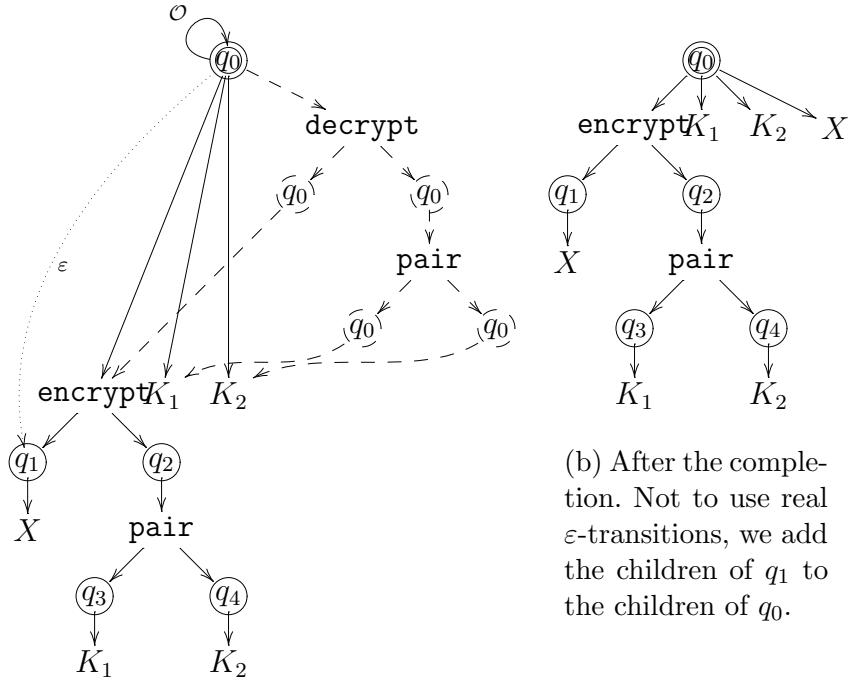 𝒪
q₀
q₀
decrypt
encrypt K₁ K₂ X
q₀ q₀
q₁ q₂
ε
pair
X
pair
q₀ q₀
q₃ q₄
encrypt K₁ K₂
K₁ K₂
q₁ q₂
X
pair
q₃ q₄
K₁ K₂
(b) After the comple-
tion. Not to use real
ε-transitions, we add
the children of q₁ to
the children of q₀.